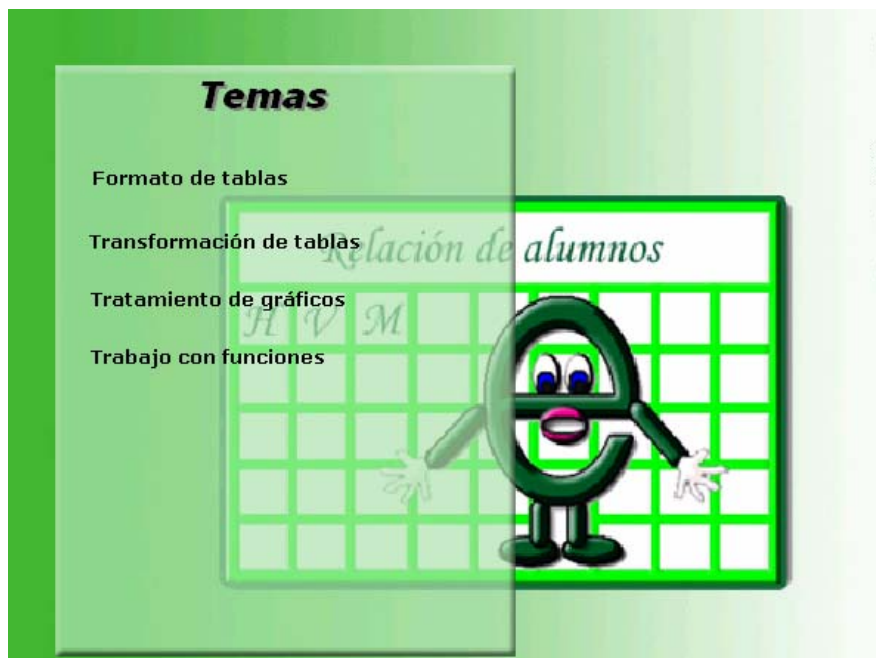 Temas
Formato de tablas
Relación de alumnos
Transformación de tablas
Tratamiento de gráficos
H V M
Trabajo con funciones